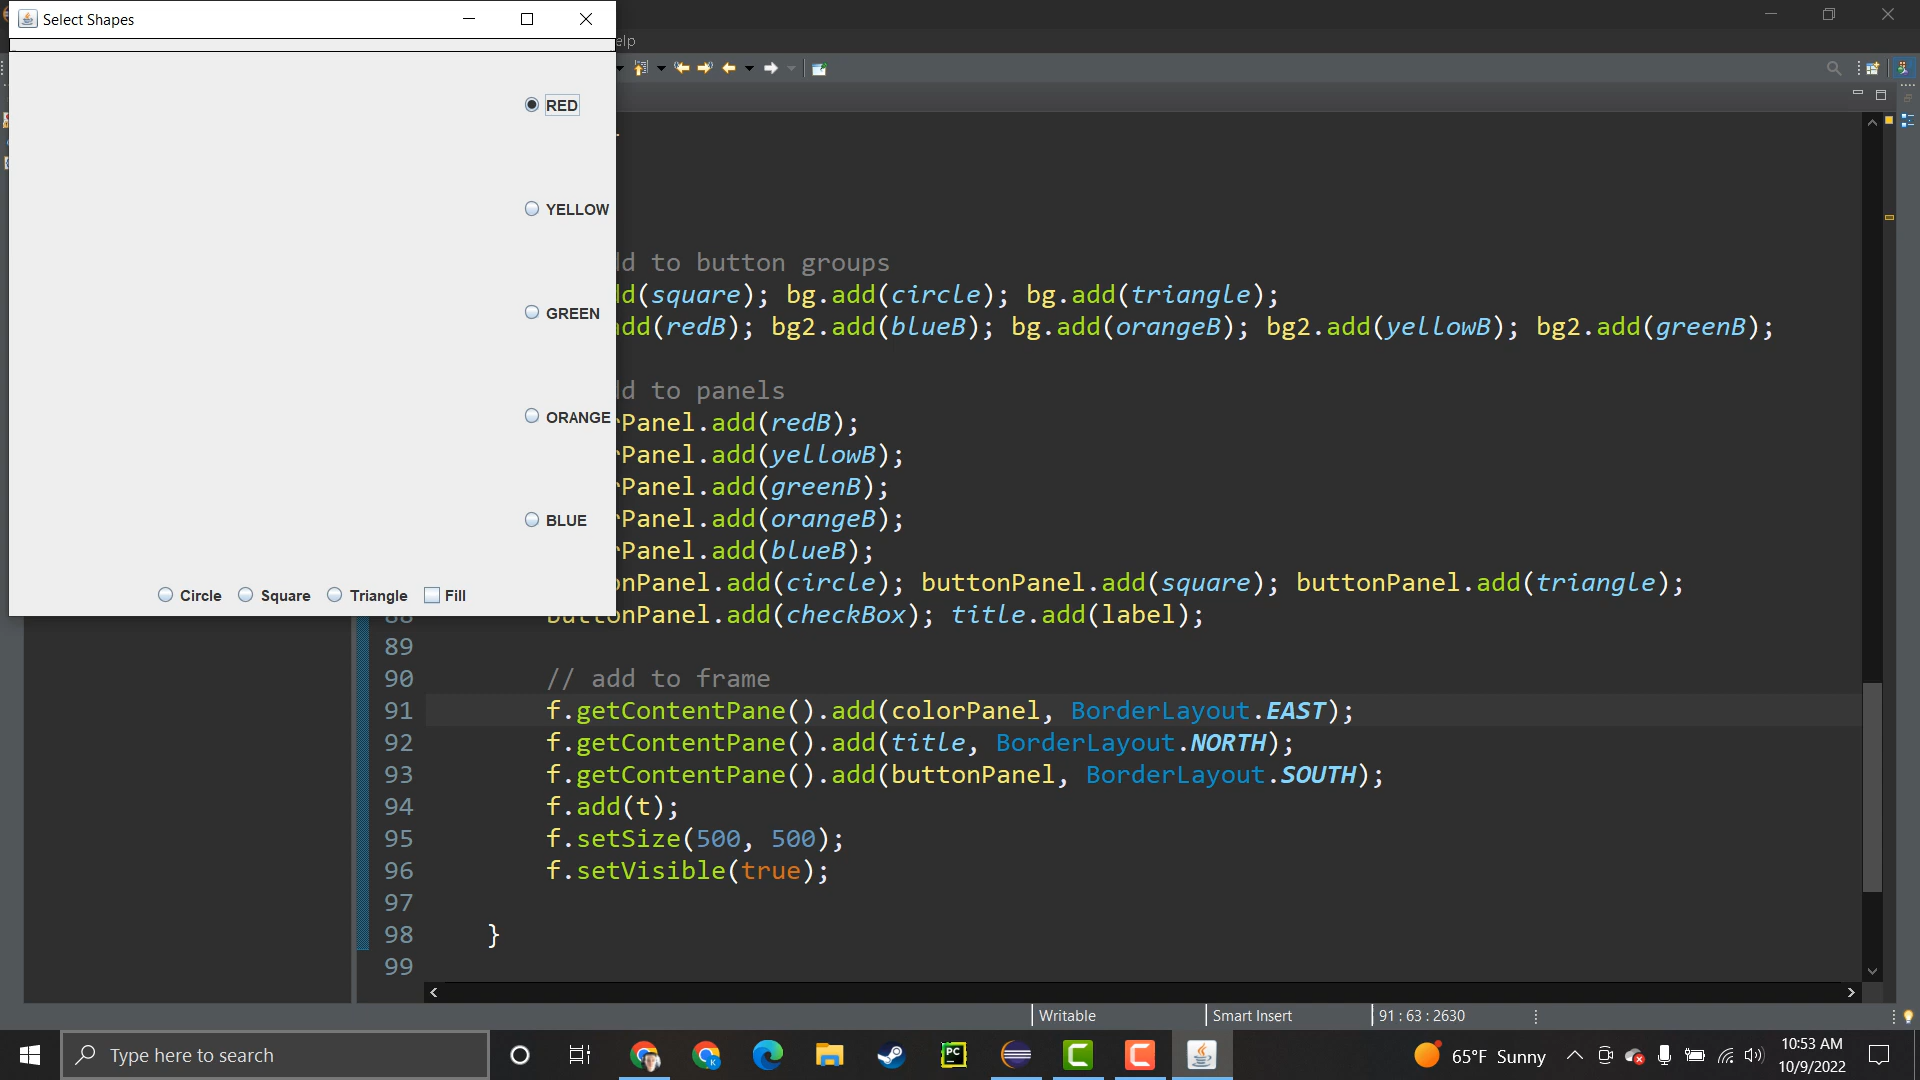 Select Shapes
elp
RED
YELLOW
GREEN
ORANGE
BLUE
Circle Square Triangle Fill
d to button groups
d(square); bg.add(circle); bg.add(triangle);
add(redB); bg2.add(blueB); bg.add(orangeB); bg2.add(yellowB); bg2.add(greenB);
d to panels
Panel.add(redB);
Panel.add(yellowB);
Panel.add(greenB);
Panel.add(orangeB);
Panel.add(blueB);
onPanel.add(circle); buttonPanel.add(square); buttonPanel.add(triangle);
88 buttonPanel.add(checkBox); title.add(label);
89
90 // add to frame
91 f.getContentPane().add(colorPanel, BorderLayout.EAST);
92 f.getContentPane().add(title, BorderLayout.NORTH);
93 f.getContentPane().add(buttonPanel, BorderLayout.SOUTH);
94 f.add(t);
95 f.setSize(500, 500);
96 f.setVisible(true);
97
98 }
99
Writable Smart Insert 91 : 63 : 2630
Type here to search
PC
65°F Sunny
10:53 AM
10/9/2022